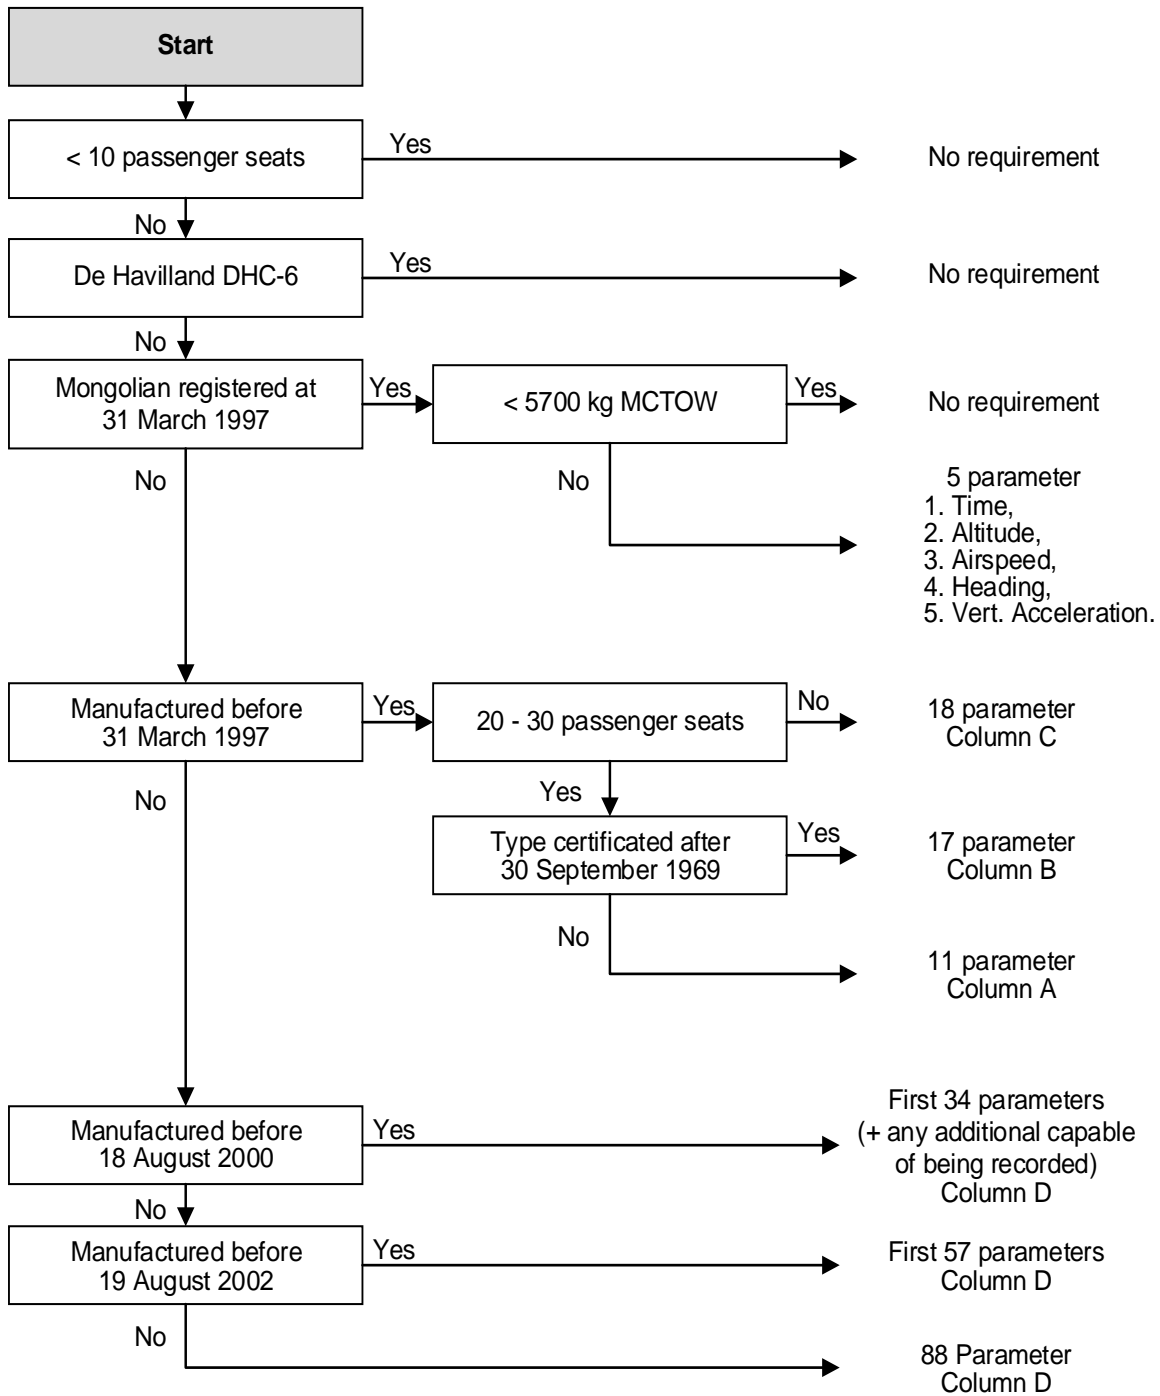 Start
< 10 passenger seats
Yes
No requirement
No
De Havilland DHC-6
Yes
No requirement
No
Mongolian registered at
31 March 1997
Yes
< 5700 kg MCTOW
Yes
No requirement
No
No
5 parameter
1. Time,
2. Altitude,
3. Airspeed,
4. Heading,
5. Vert. Acceleration.
Manufactured before
31 March 1997
Yes
20 - 30 passenger seats
No
18 parameter
Column C
No
Yes
Type certificated after
30 September 1969
Yes
17 parameter
Column B
No
11 parameter
Column A
Manufactured before
18 August 2000
Yes
First 34 parameters
(+ any additional capable
of being recorded)
Column D
No
Manufactured before
19 August 2002
Yes
First 57 parameters
Column D
No
88 Parameter
Column D